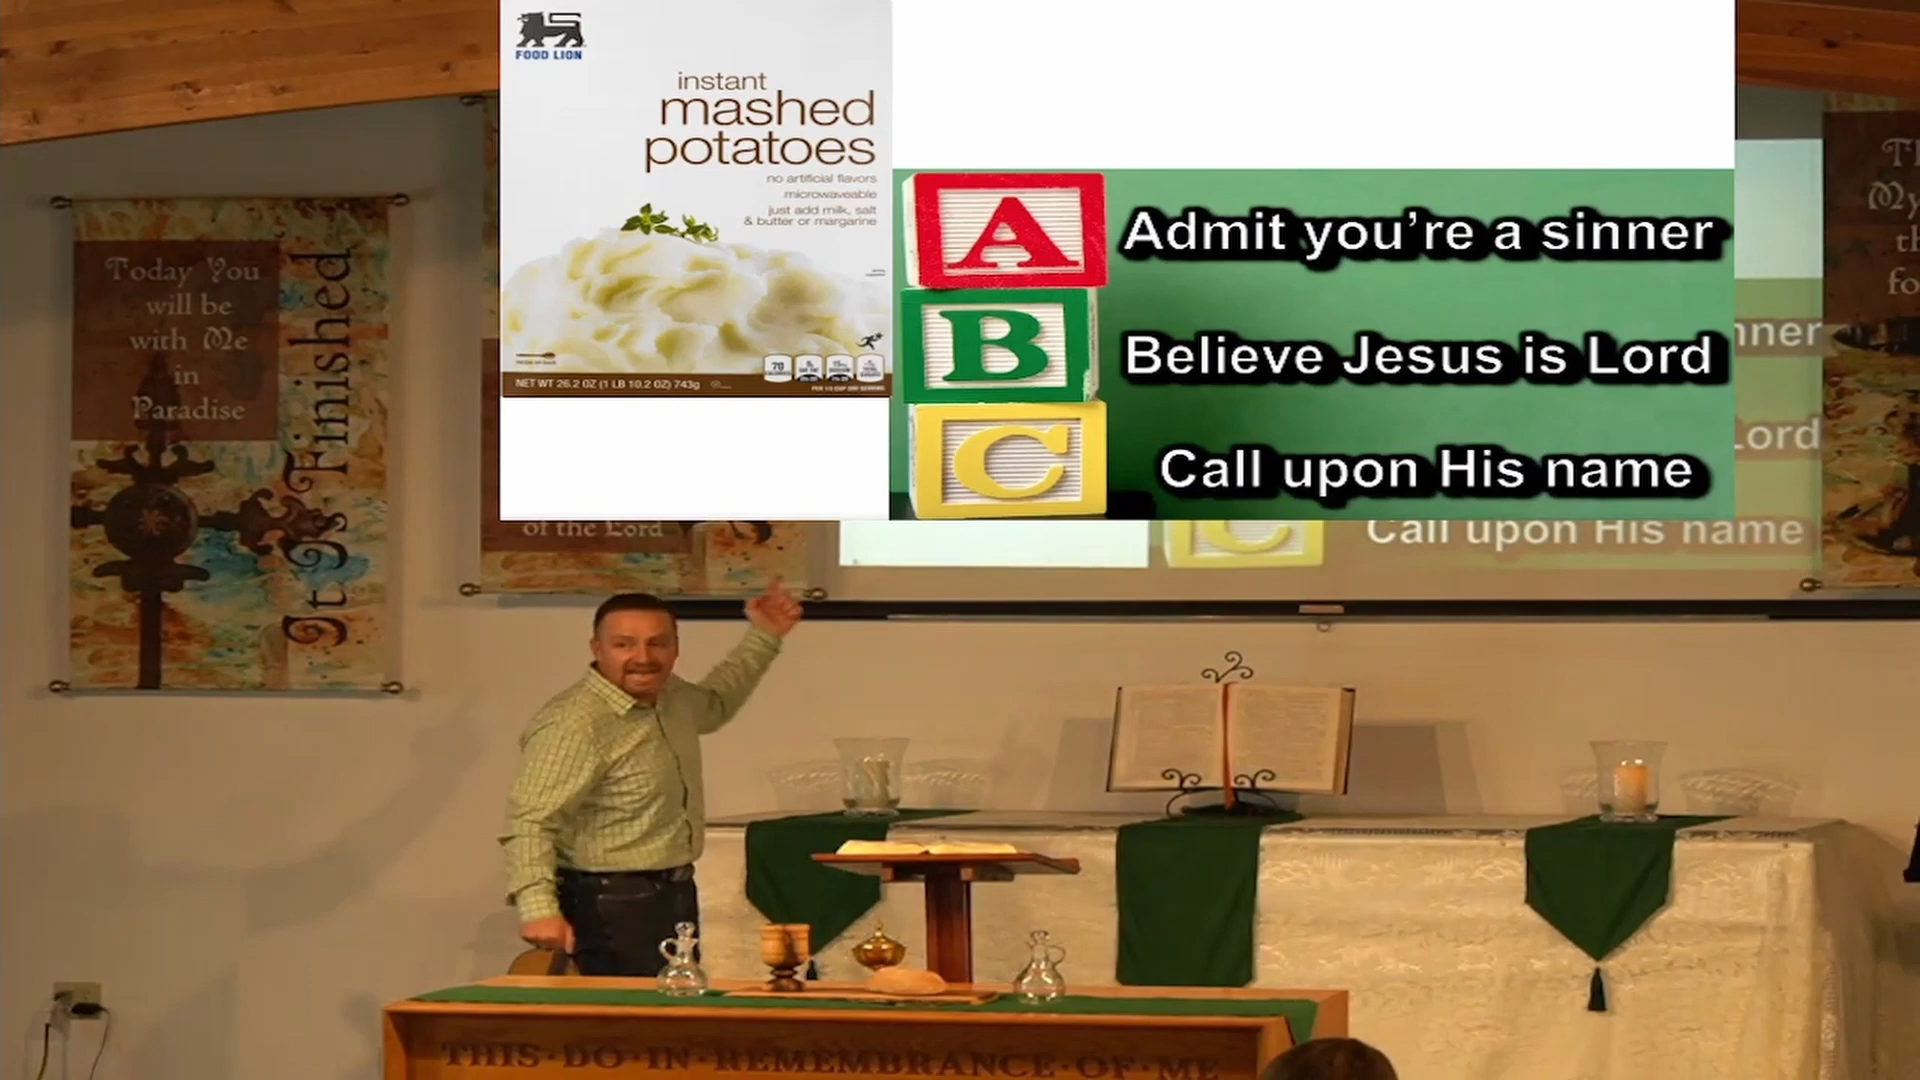 FOOD LION
instant
mashed
potatoes
no artificial flavors
microwaveable
just add milk, salt
& butter or margarine
70
NET WT 26.2 OZ (1 LB 10.2 OZ) 743g
A
Admit you're a sinner
B
Believe Jesus is Lord
C
Call upon His name
Today You
will be
with Me
in
Paradise
It Is Finished
of the Lord
nner
Lord
C
Call upon His name
My
fo
THIS·DO·IN·REMEMBRANCE·OF·ME